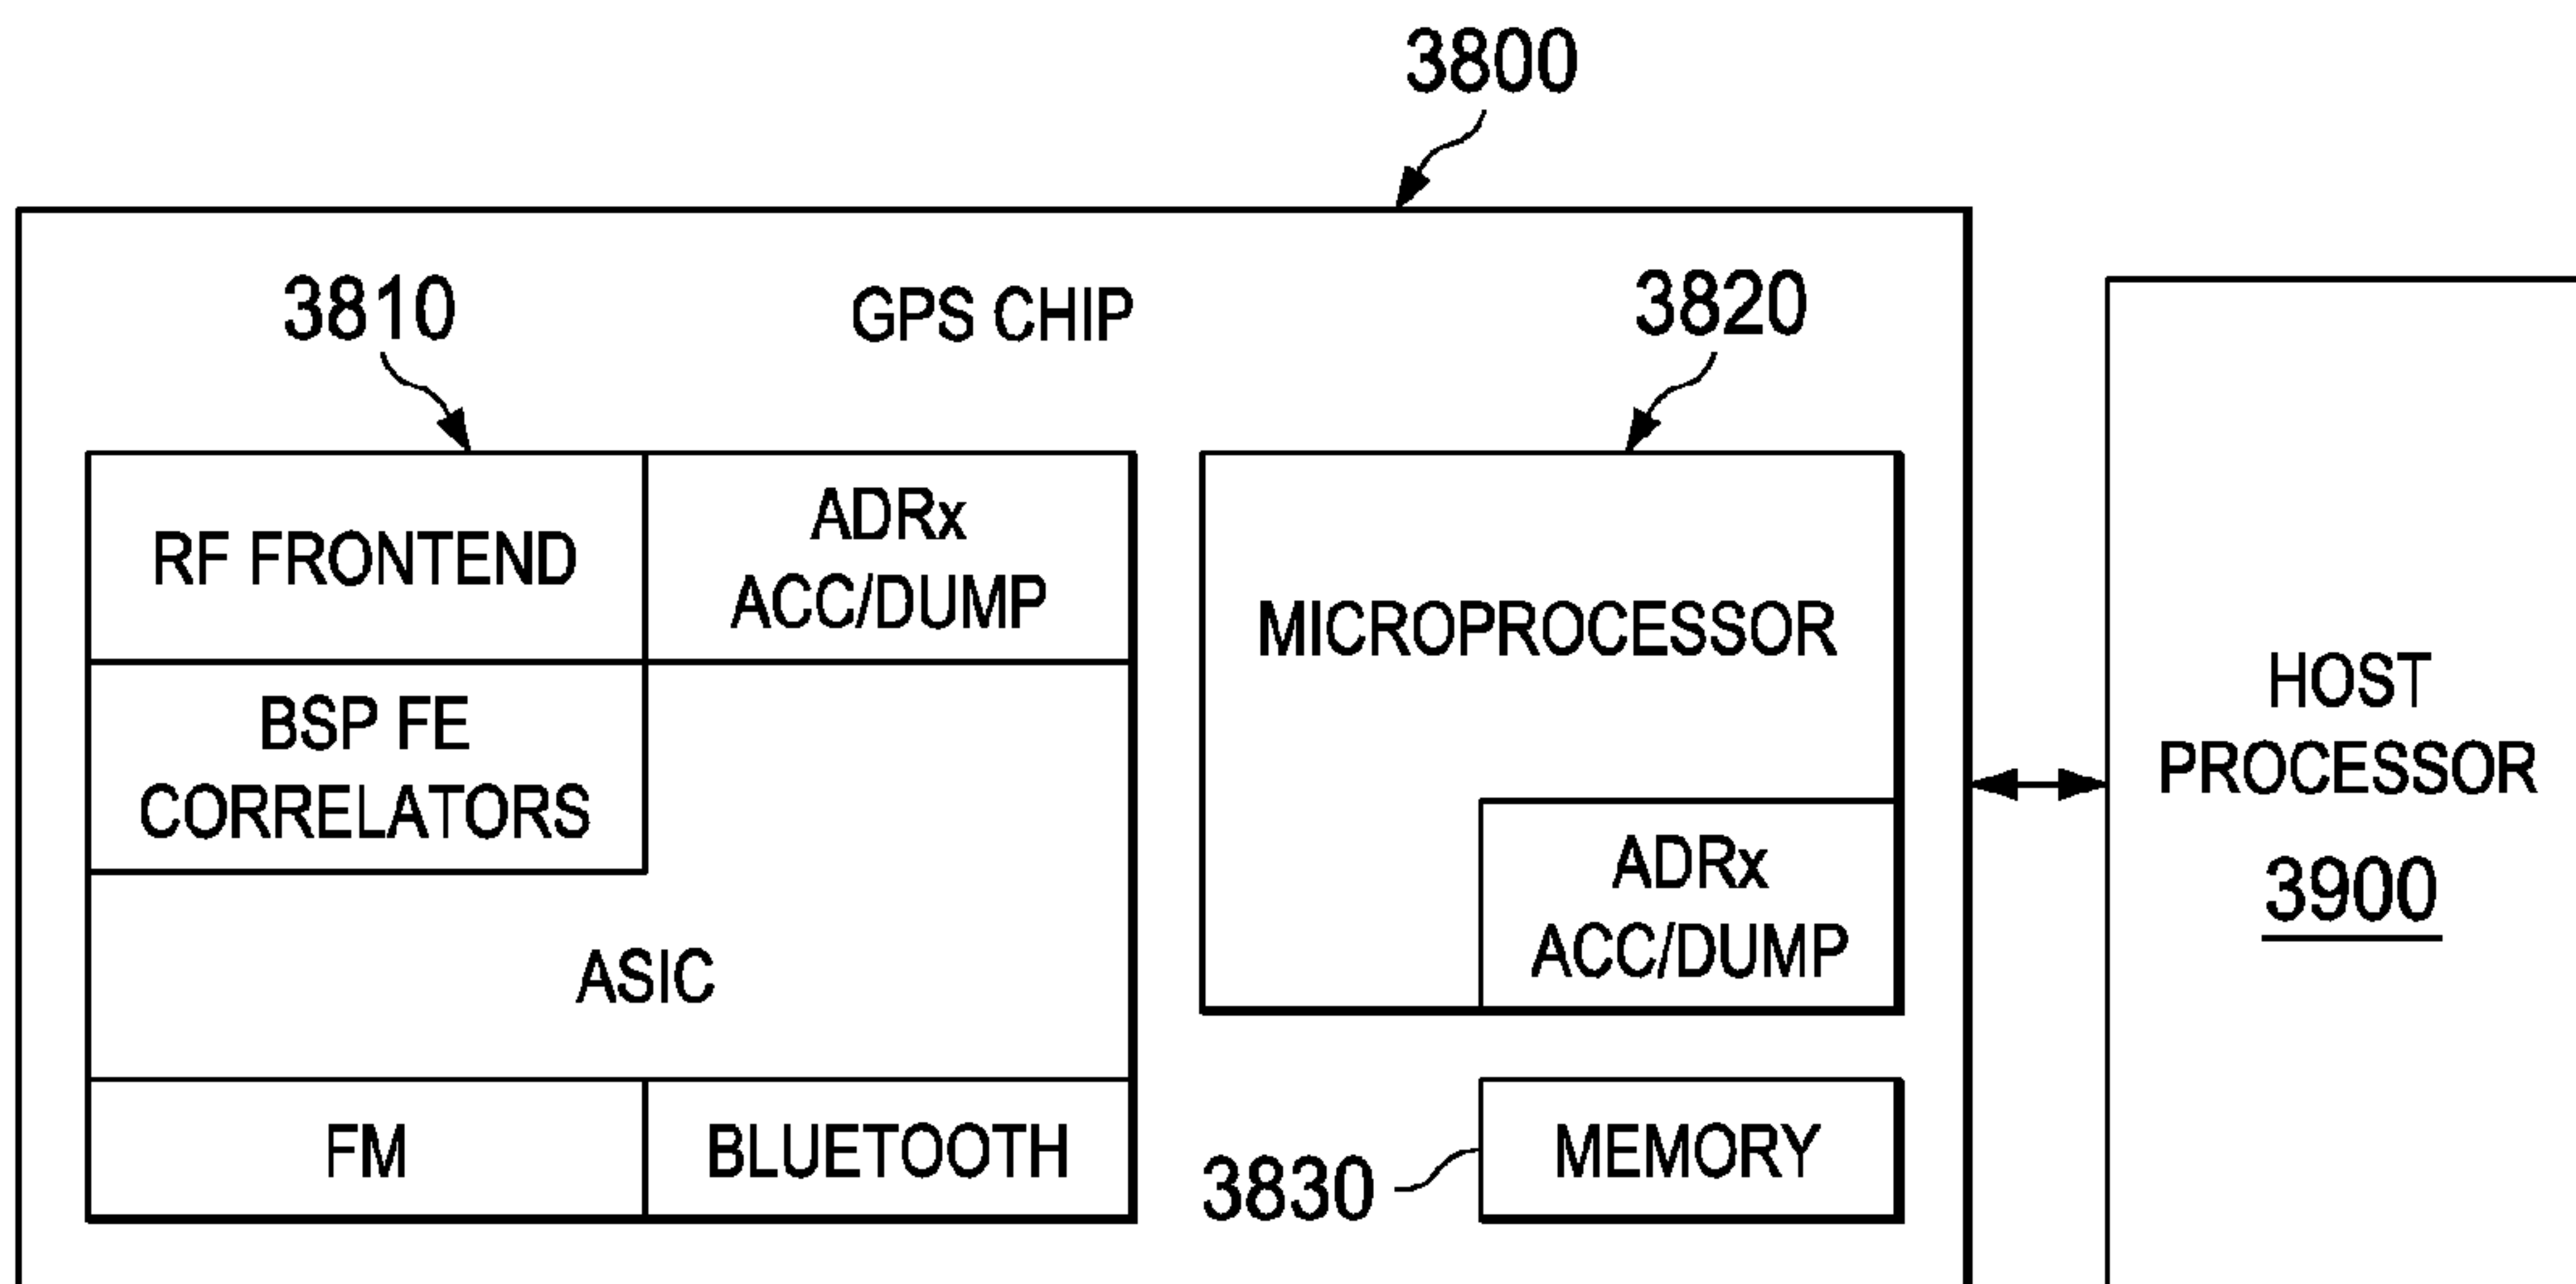 3800
GPS CHIP
3810
3820
RF FRONTEND
ADRx
ACC/DUMP
BSP FE
CORRELATORS
ASIC
FM
BLUETOOTH
MICROPROCESSOR
ADRx
ACC/DUMP
3830
MEMORY
HOST
PROCESSOR
3900